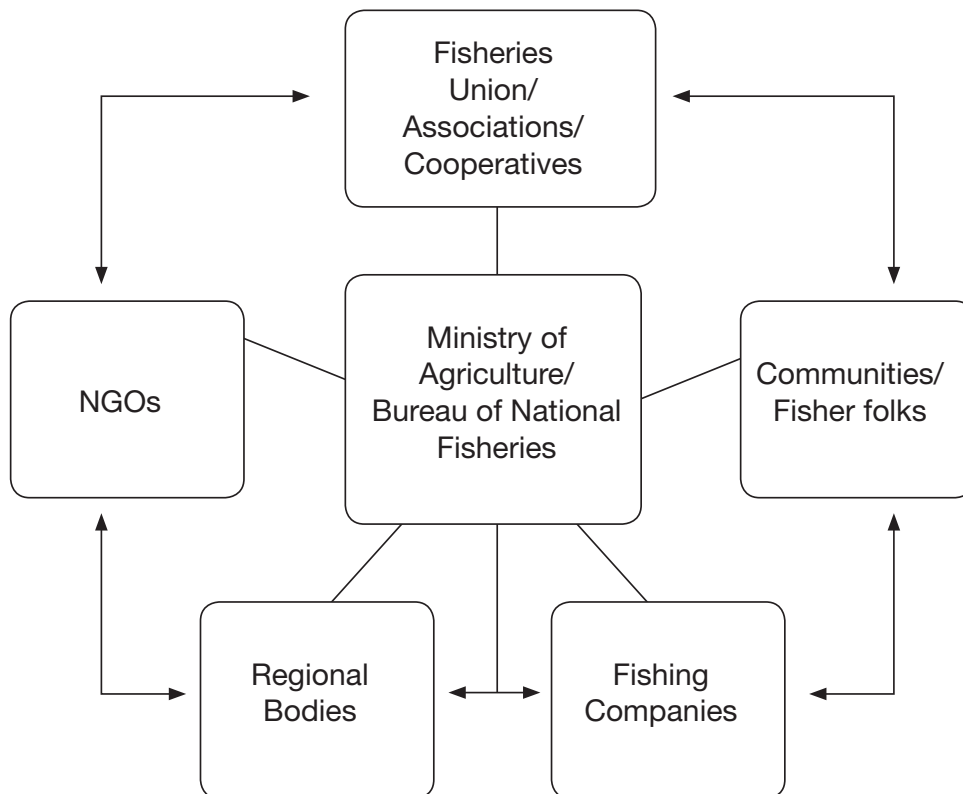 Fisheries
Union/
Associations/
Cooperatives
NGOs
Ministry of
Agriculture/
Bureau of National
Fisheries
Communities/
Fisher folks
Regional
Bodies
Fishing
Companies